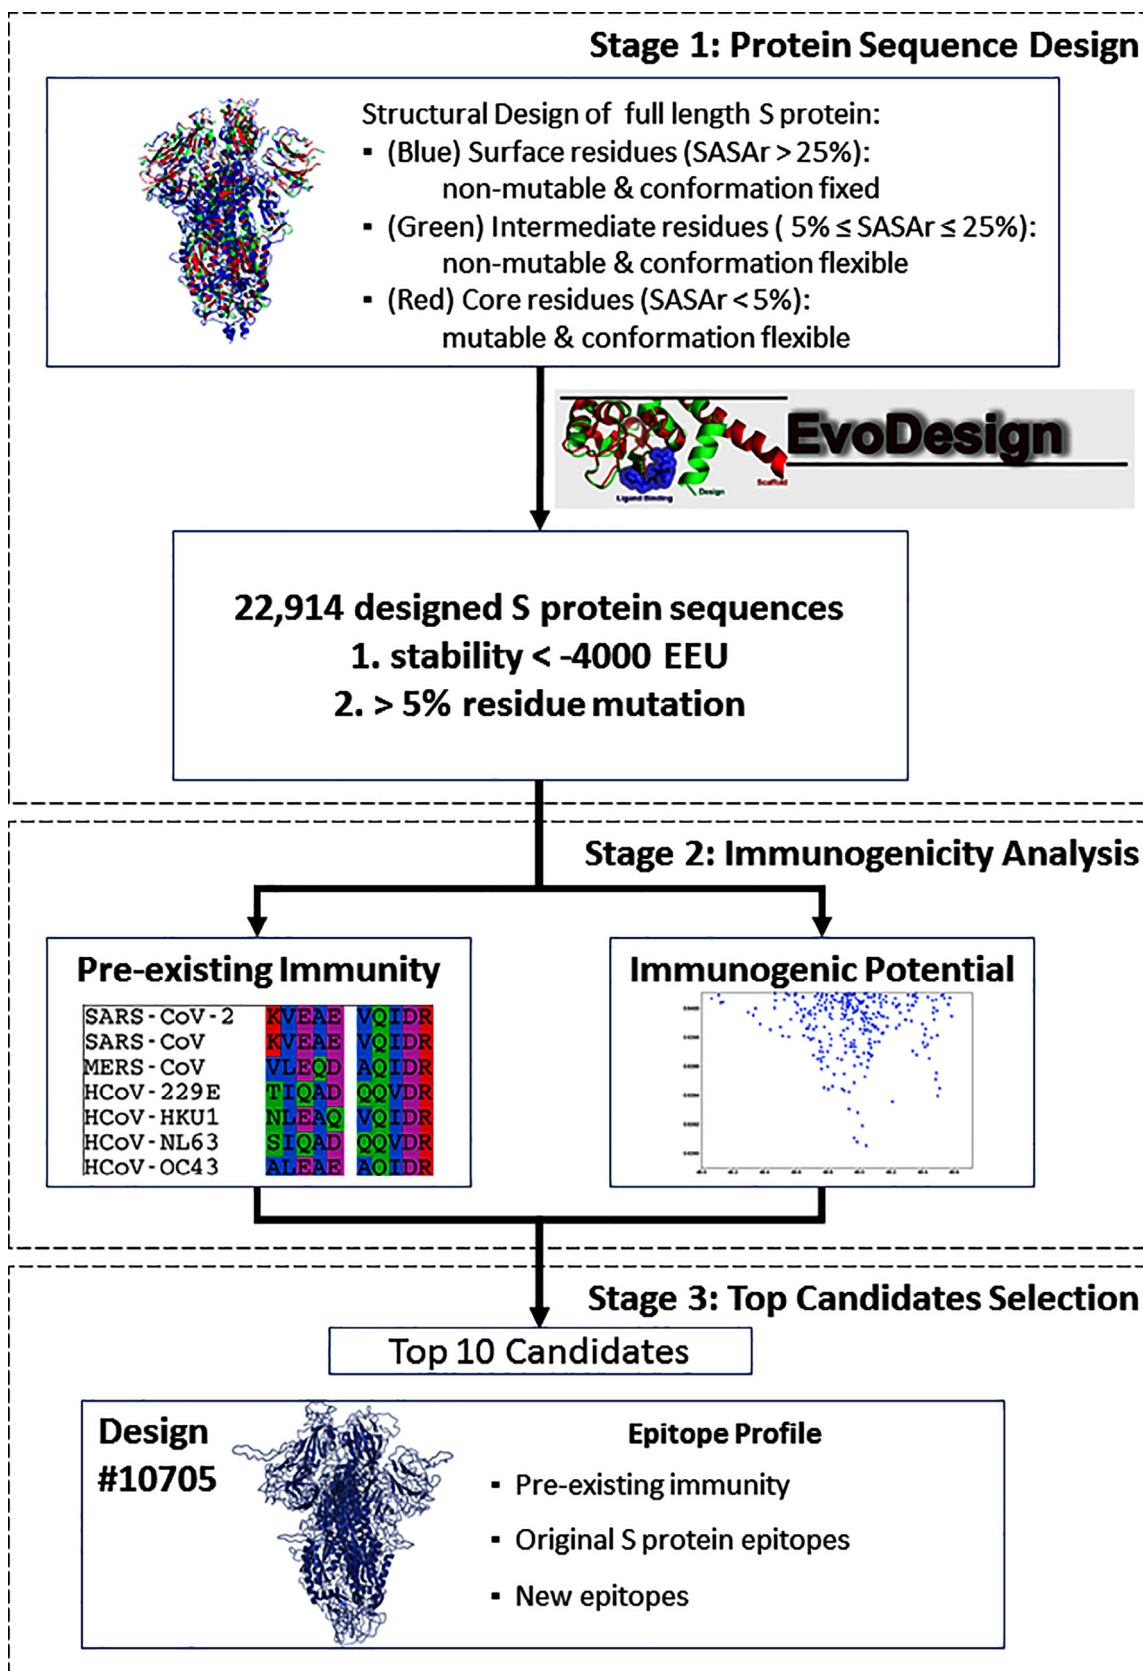 Stage 1: Protein Sequence Design
Structural Design of full length S protein:
▪ (Blue) Surface residues (SASAr > 25%):
non-mutable & conformation fixed
▪ (Green) Intermediate residues ( 5% ≤ SASAr ≤ 25%):
non-mutable & conformation flexible
▪ (Red) Core residues (SASAr < 5%):
mutable & conformation flexible
EvoDesign
Ligand Binding
Design
Scaffold
22,914 designed S protein sequences
1. stability < -4000 EEU
2. > 5% residue mutation
Stage 2: Immunogenicity Analysis
Pre-existing Immunity
SARS-CoV-2 KVEAE VQIDR
SARS-CoV KVEAE VQIDR
MERS-CoV VLEQD AQIDR
HCoV-229E TIQAD QQVDR
HCoV-HKU1 NLEAQ VQIDR
HCoV-NL63 SIQAD QQVDR
HCoV-OC43 ALEAE AQIDR
Immunogenic Potential
Stage 3: Top Candidates Selection
Top 10 Candidates
Design
#10705
Epitope Profile
▪ Pre-existing immunity
▪ Original S protein epitopes
▪ New epitopes